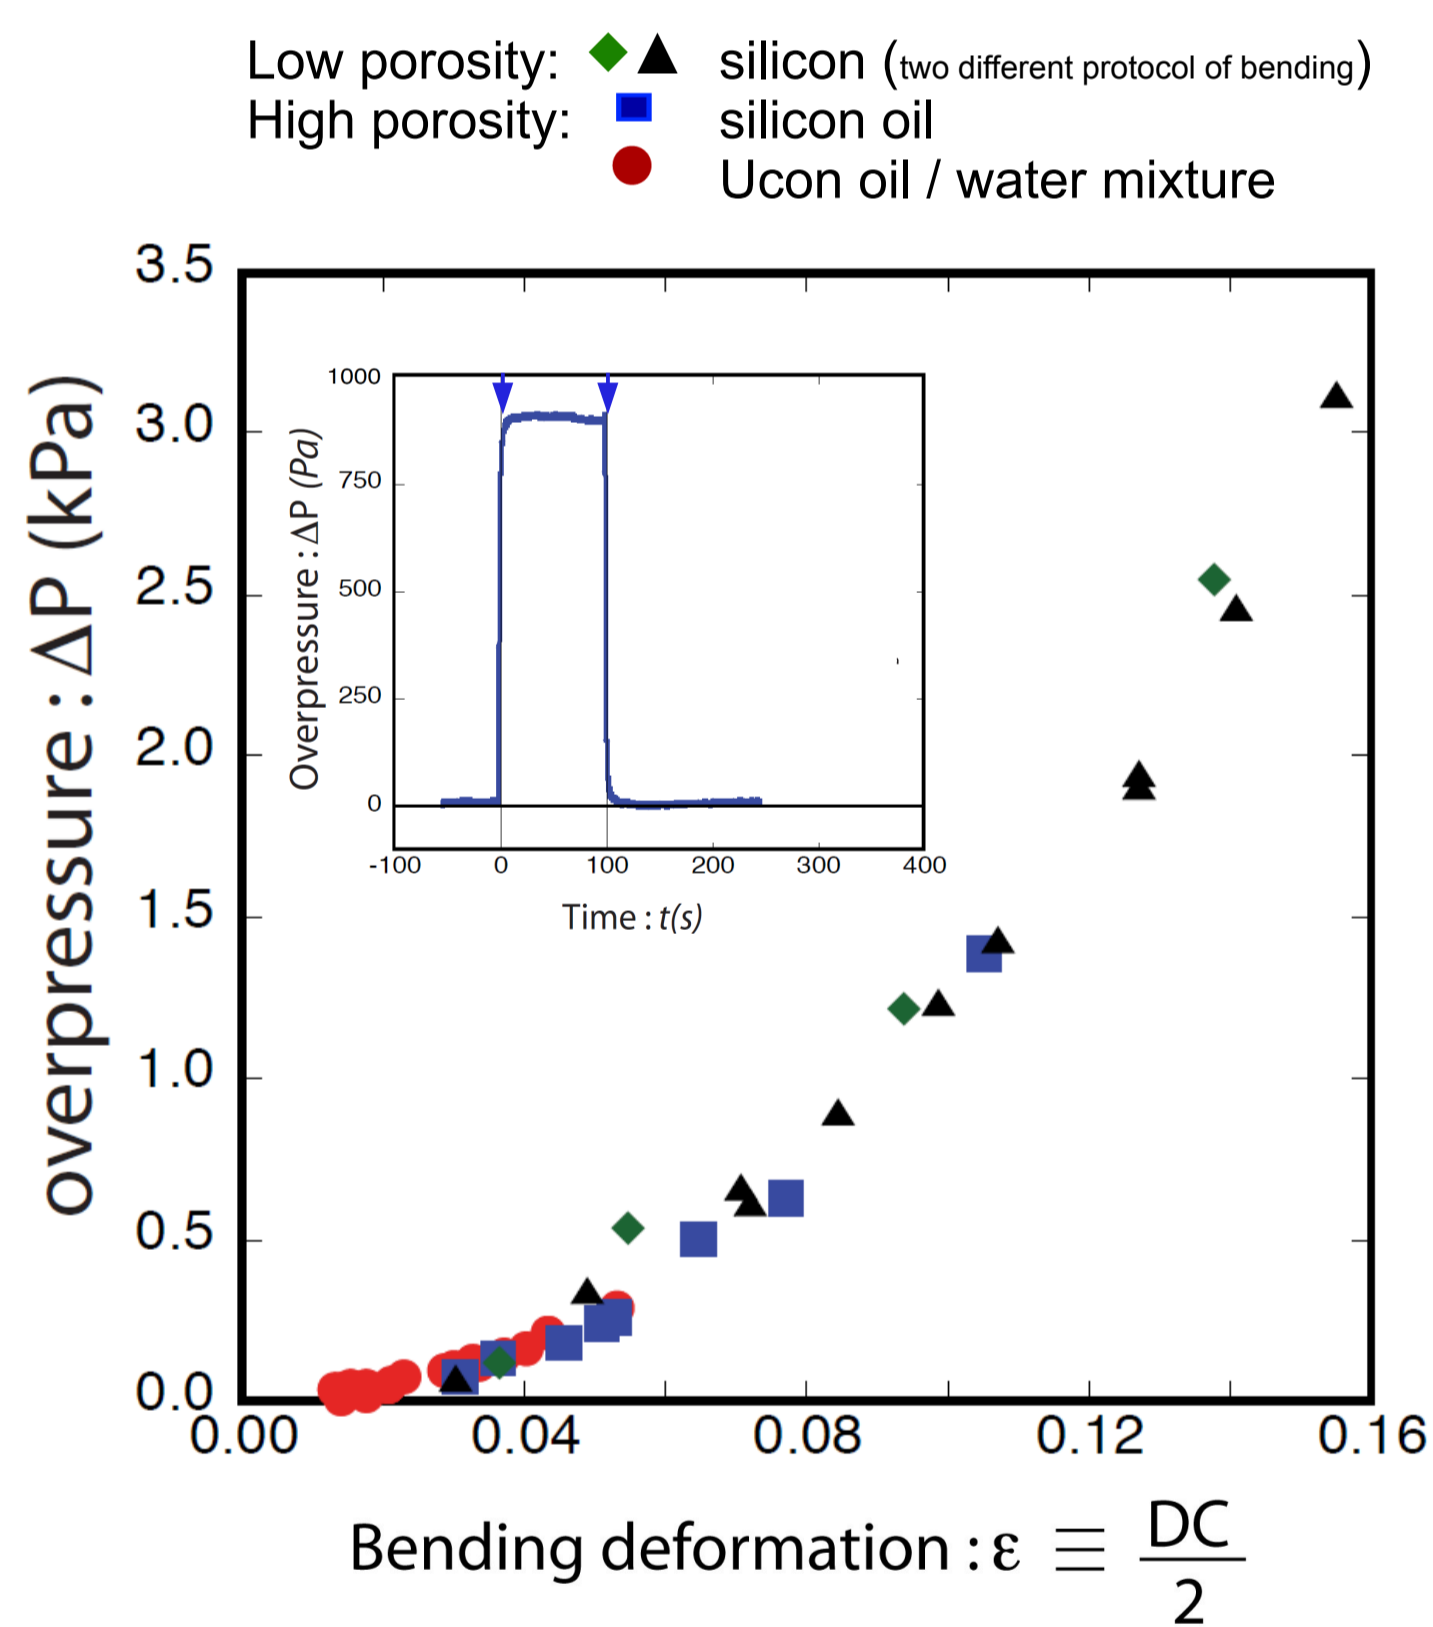 Low porosity: silicon (two different protocol of bending)
High porosity: silicon oil
Ucon oil / water mixture
3.5
3.0
2.5
2.0
1.5
1.0
0.5
0.0
overpressure : ΔP (kPa)
1000
750
500
250
0
Overpressure : ΔP (Pa)
-100 0 100 200 300 400
Time : t(s)
0.00 0.04 0.08 0.12 0.16
Bending deformation : ε ≡ DC
2